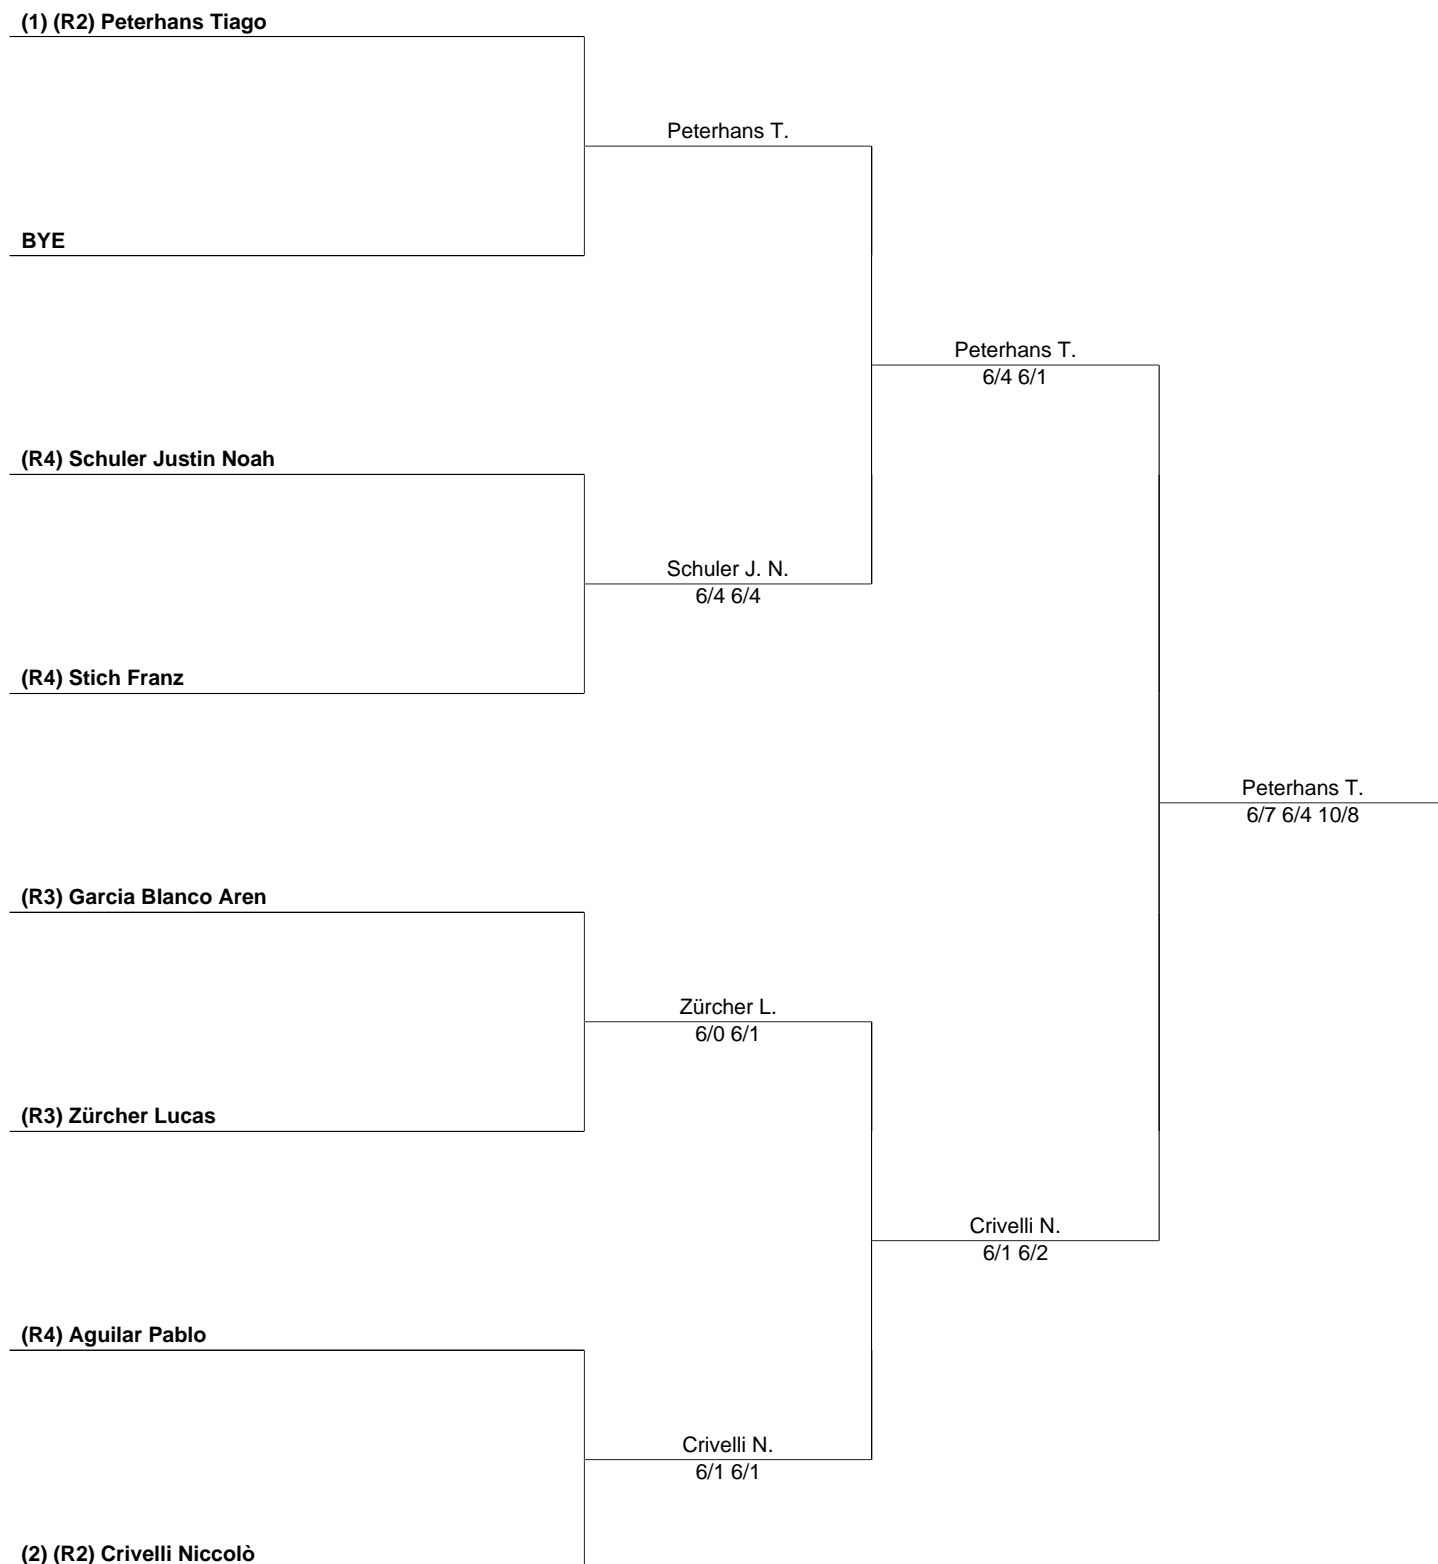 (1) (R2) Peterhans Tiago
Peterhans T.
BYE
Peterhans T.
6/4 6/1
(R4) Schuler Justin Noah
Schuler J. N.
6/4 6/4
(R4) Stich Franz
Peterhans T.
6/7 6/4 10/8
(R3) Garcia Blanco Aren
Zürcher L.
6/0 6/1
(R3) Zürcher Lucas
Crivelli N.
6/1 6/2
(R4) Aguilar Pablo
Crivelli N.
6/1 6/1
(2) (R2) Crivelli Niccolò